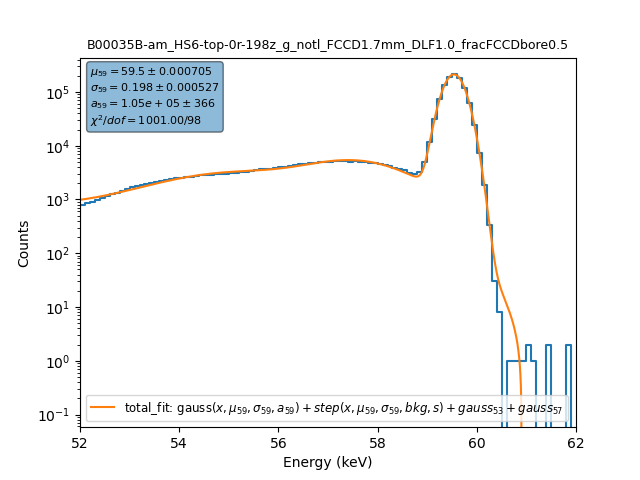 B00035B-am_HS6-top-0r-198z_g_notl_FCCD1.7mm_DLF1.0_fracFCCDbore0.5
μ₅₉ = 59.5 ± 0.000705
σ₅₉ = 0.198 ± 0.000527
a₅₉ = 1.05e + 05 ± 366
χ²/dof = 1001.00/98
10⁵
10⁴
10³
10²
10¹
10⁰
10⁻¹
Counts
total_fit: gauss(x, μ₅₉, σ₅₉, a₅₉) + step(x, μ₅₉, σ₅₉, bkg, s) + gauss₅₃ + gauss₅₇
52 54 56 58 60 62
Energy (keV)